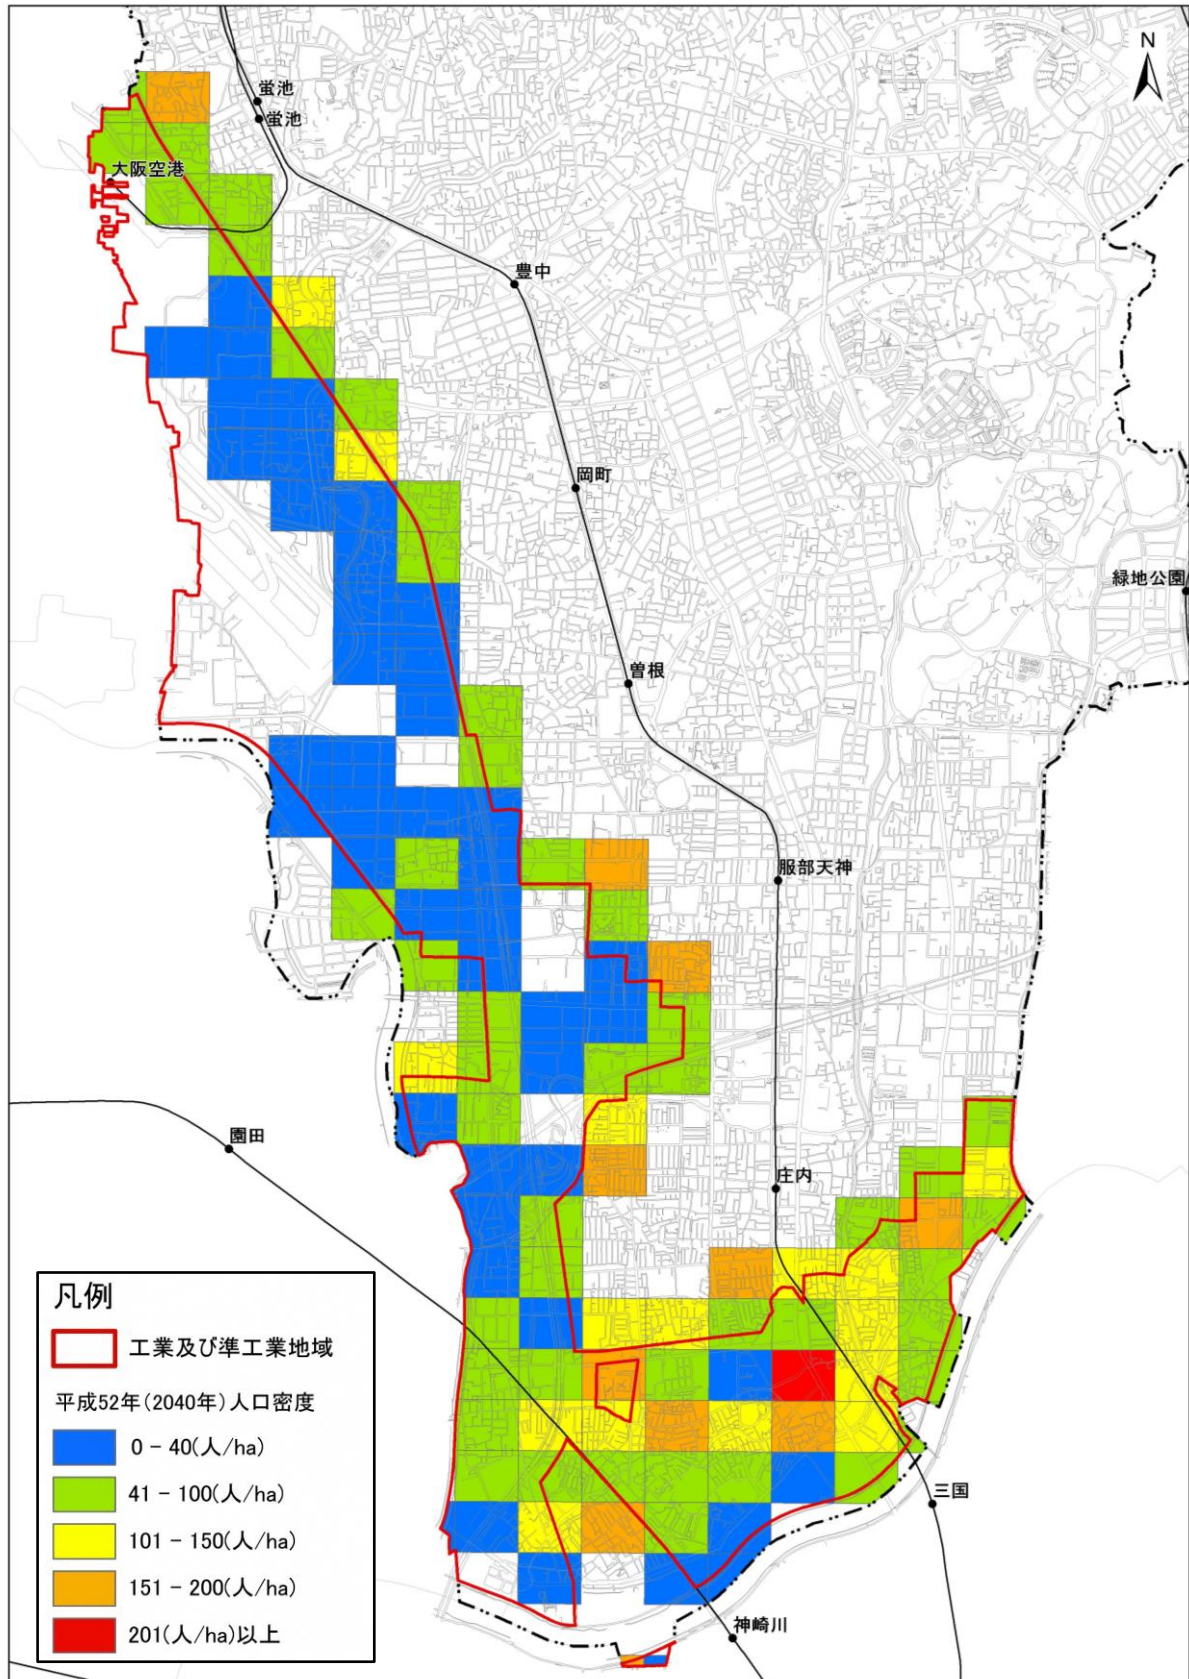 N
蛍池
蛍池
大阪空港
豊中
岡町
緑地公園
曽根
服部天神
園田
庄内
三国
神崎川
凡例
工業及び準工業地域
平成52年(2040年)人口密度
0 - 40(人/ha)
41 - 100(人/ha)
101 - 150(人/ha)
151 - 200(人/ha)
201(人/ha)以上